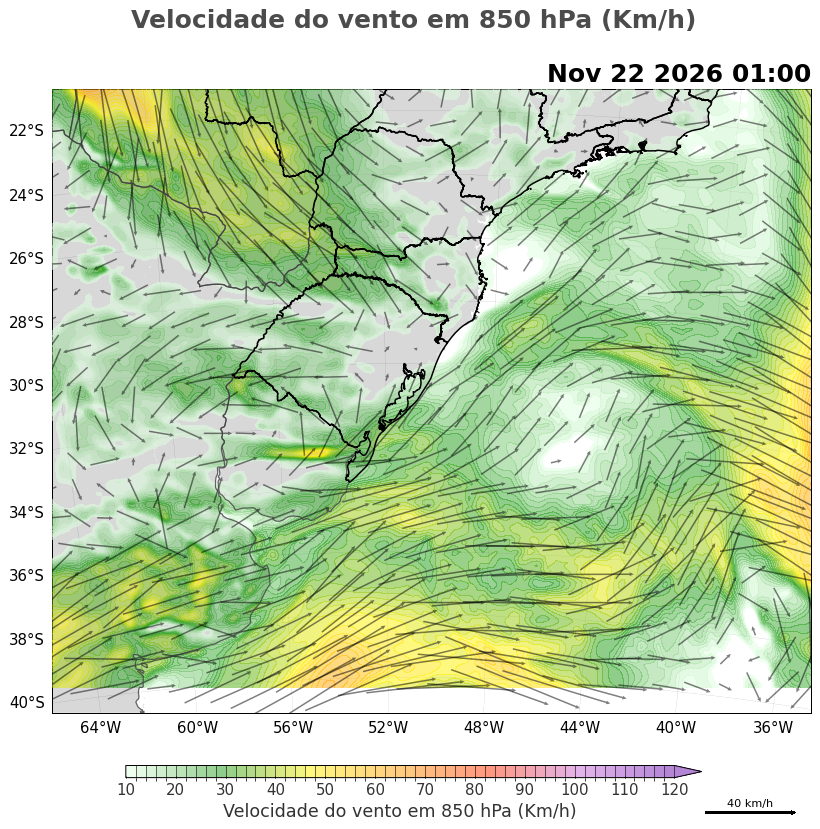 Velocidade do vento em 850 hPa (Km/h)
Nov 22 2026 01:00
22°S
24°S
26°S
28°S
30°S
32°S
34°S
36°S
38°S
40°S
64°W 60°W 56°W 52°W 48°W 44°W 40°W 36°W
10 20 30 40 50 60 70 80 90 100 110 120
Velocidade do vento em 850 hPa (Km/h)
40 km/h